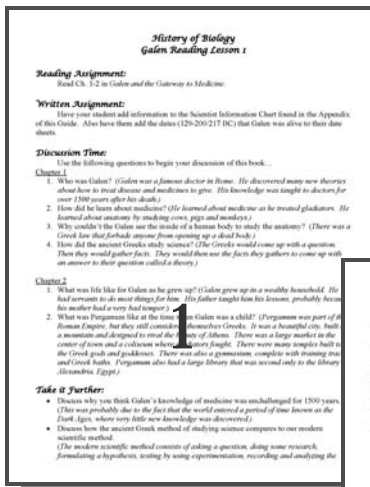 History of Biology
Galen Reading Lesson 1
Reading Assignment:
Read Ch. 1-2 in Galen and the Gateway to Medicine.
Written Assignment:
Have your student add information to the Scientist Information Chart found in the Appendix
of this Guide. Also have them add the dates (129-200/217 BC) that Galen was alive to their date
sheets.
Discussion Time:
Use the following questions to begin your discussion of this book…
Chapter 1
1. Who was Galen? (Galen was a famous doctor in Rome. He discovered many new theories
about how to treat disease and medicines to give. His knowledge was taught to doctors for
over 1500 years after his death.)
2. How did he learn about medicine? (He learned about medicine as he treated gladiators. He
learned about anatomy by studying cows, pigs and monkeys.)
3. Why couldn't the Galen see the inside of a human body to study the anatomy? (There was a
Greek law that forbade anyone from opening up a dead body.)
4. How did the ancient Greeks study science? (The Greeks would come up with a question.
Then they would gather facts. They would then use the facts they gathers to come up with
an answer to their question called a theory.)
Chapter 2
1. What was life like for Galen as he grew up? (Galen grew up in a wealthy household. He
had servants to do most things for him. His father taught him his lessons, probably becau
his mother had a very bad temper.)
2. What was Pergamum like at the time when Galen was a child? (Pergamum was part of th
Roman Empire, but they still considered themselves Greeks. It was a beautiful city, built
a mountain and designed to rival the of Athens. There was a large market in the
center of town and a coliseum where gladiators fought. There were many temples built to
the Greek gods and goddesses. There was also a gymnasium, complete with training trac
and Greek baths. Pergamum also had a large library that was second only to the library
Alexandria, Egypt.)
1
Take it Further:
• Discuss why you think Galen's knowledge of medicine was unchallenged for 1500 years.
(This was probably due to the fact that the world entered a period of time known as the
Dark Ages, where very little new knowledge was discovered.)
• Discuss how the ancient Greek method of studying science compares to our modern
scientific method.
(The modern scientific method consists of asking a question, doing some research,
formulating a hypothesis, testing by using experimentation, recording and analyzing the